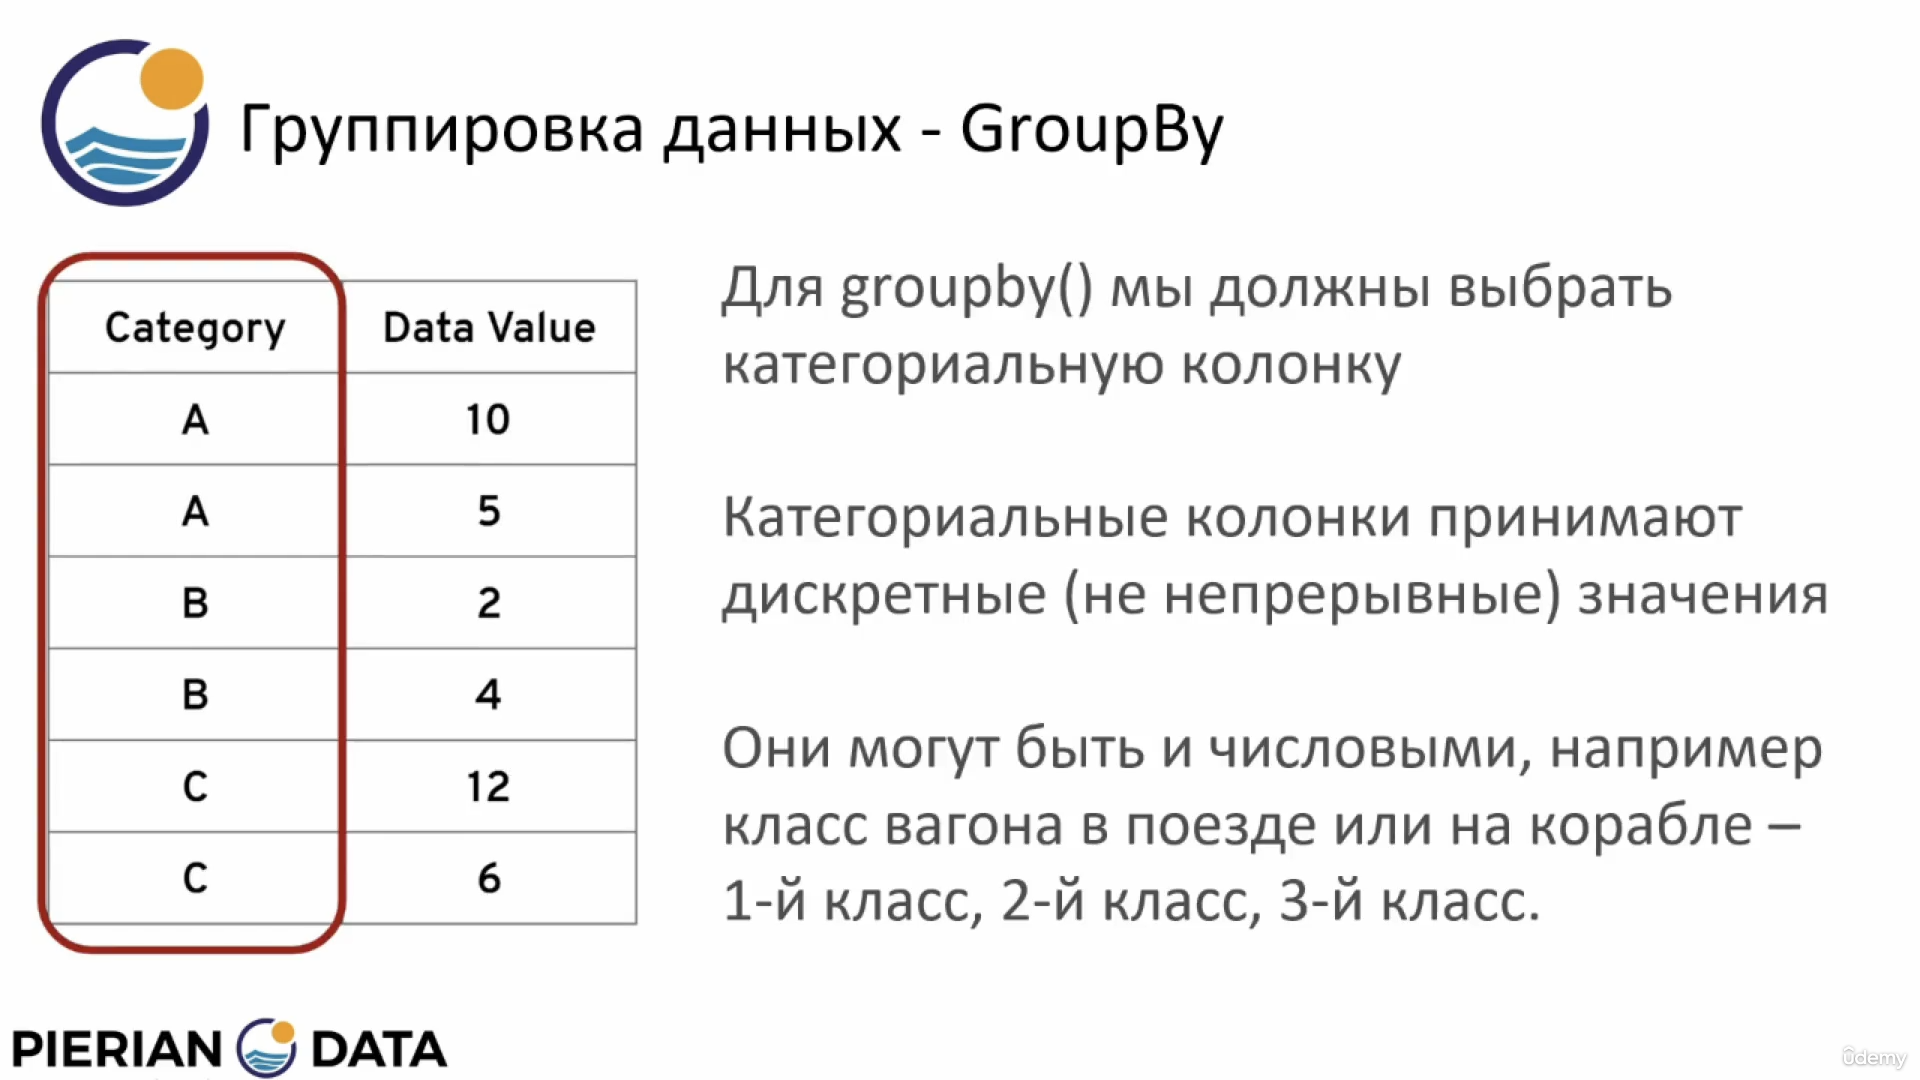 Группировка данных - GroupBy
Category Data Value
A 10
A 5
B 2
B 4
C 12
C 6
Для groupby() мы должны выбрать
категориальную колонку
Категориальные колонки принимают
дискретные (не непрерывные) значения
Они могут быть и числовыми, например
класс вагона в поезде или на корабле –
1-й класс, 2-й класс, 3-й класс.
PIERIAN DATA
ûdemy